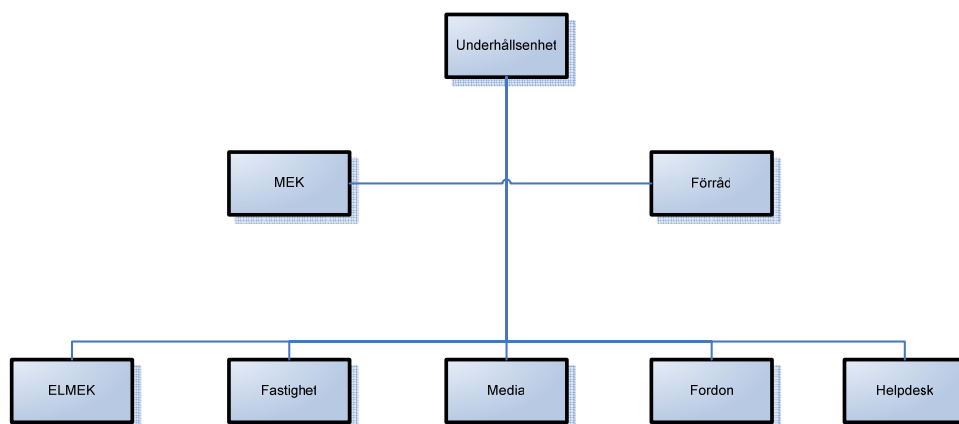 Underhållsenhet
MEK
Förråd
ELMEK
Fastighet
Media
Fordon
Helpdesk